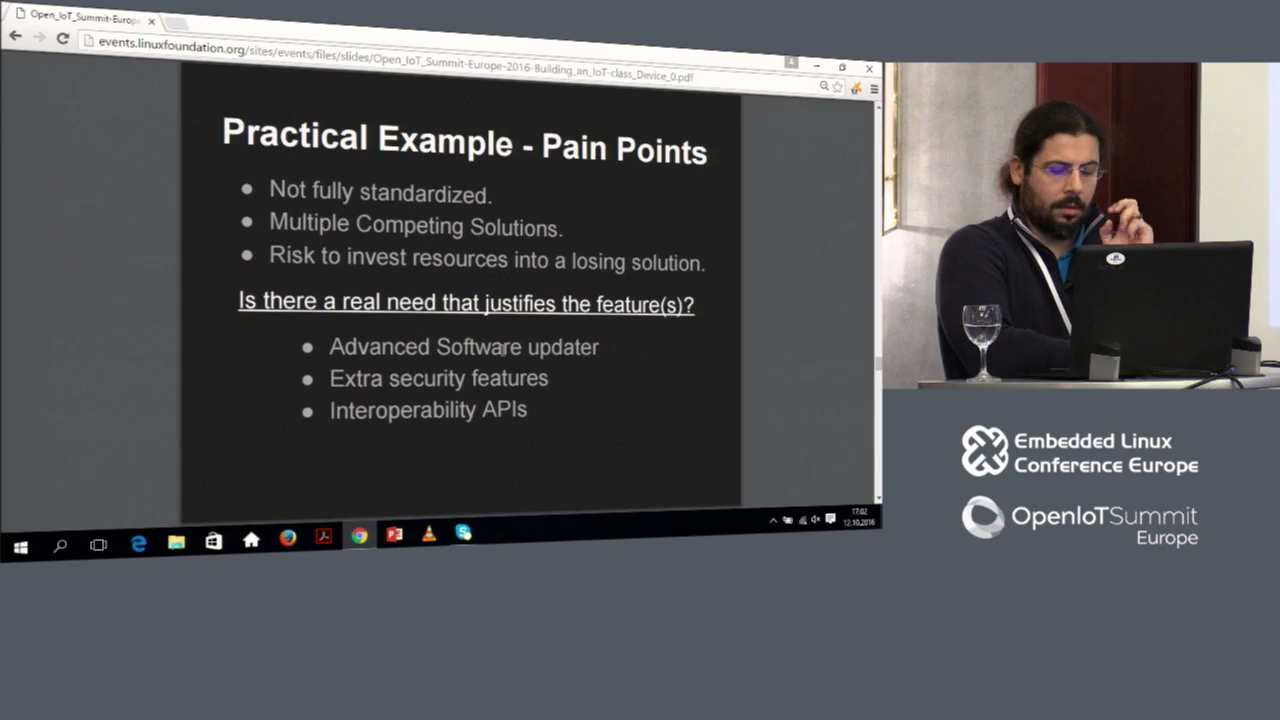 Open_IoT_Summit-Europ
events.linuxfoundation.org/sites/events/files/slides/Open_IoT_Summit-Europe-2016-Building_an_IoT-class_Device_0.pdf
Practical Example - Pain Points
Not fully standardized.
Multiple Competing Solutions.
Risk to invest resources into a losing solution.
Is there a real need that justifies the feature(s)?
Advanced Software updater
Extra security features
Interoperability APIs
17:02
12.10.2016
Embedded Linux
Conference Europe
OpenIoTSummit
Europe